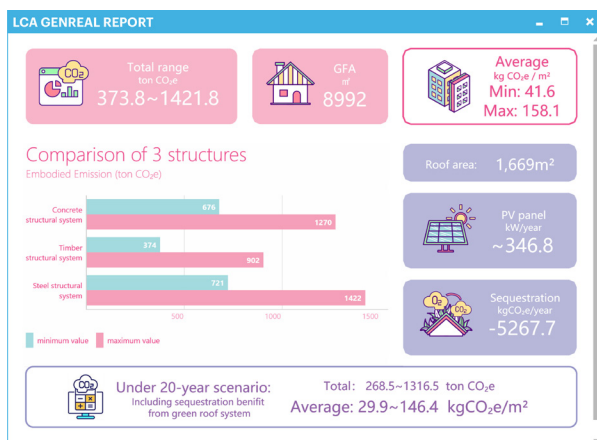 LCA GENREAL REPORT
Total range
ton CO₂e
373.8~1421.8
GFA
㎡
8992
Average
kg CO₂e / m²
Min: 41.6
Max: 158.1
CO₂
Comparison of 3 structures
Embodied Emission (ton CO₂e)
Concrete
structural system
676
1270
Timber
structural system
374
902
Steel structural
system
721
1422
500
1000
1500
minimum value
maximum value
Roof area: 1,669m²
PV panel
kW/year
~346.8
O₂
CO₂
Sequestration
kgCO₂e/year
-5267.7
CO₂
Under 20-year scenario:
Including sequestration benifit
from green roof system
Total: 268.5~1316.5 ton CO₂e
Average: 29.9~146.4 kgCO₂e/m²